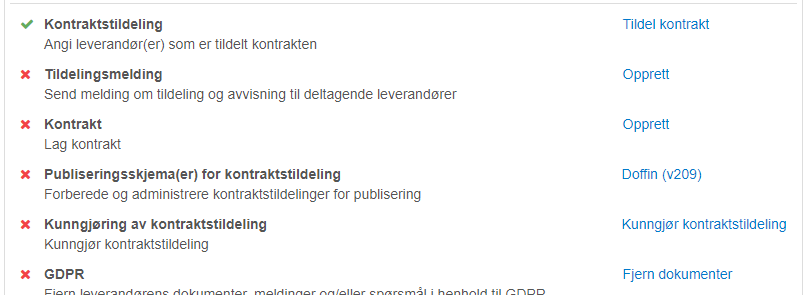 Kontraktstildeling Tildel kontrakt
Angi leverandør(er) som er tildelt kontrakten
Tildelingsmelding Opprett
Send melding om tildeling og avvisning til deltagende leverandører
Kontrakt Opprett
Lag kontrakt
Publiseringsskjema(er) for kontraktstildeling Doffin (v209)
Forberede og administrere kontraktstildelinger for publisering
Kunngjøring av kontraktstildeling Kunngjør kontraktstildeling
Kunngjør kontraktstildeling
GDPR Fjern dokumenter
Fjern leverandørens dokumenter, meldinger og/eller spørsmål i henhold til GDPR